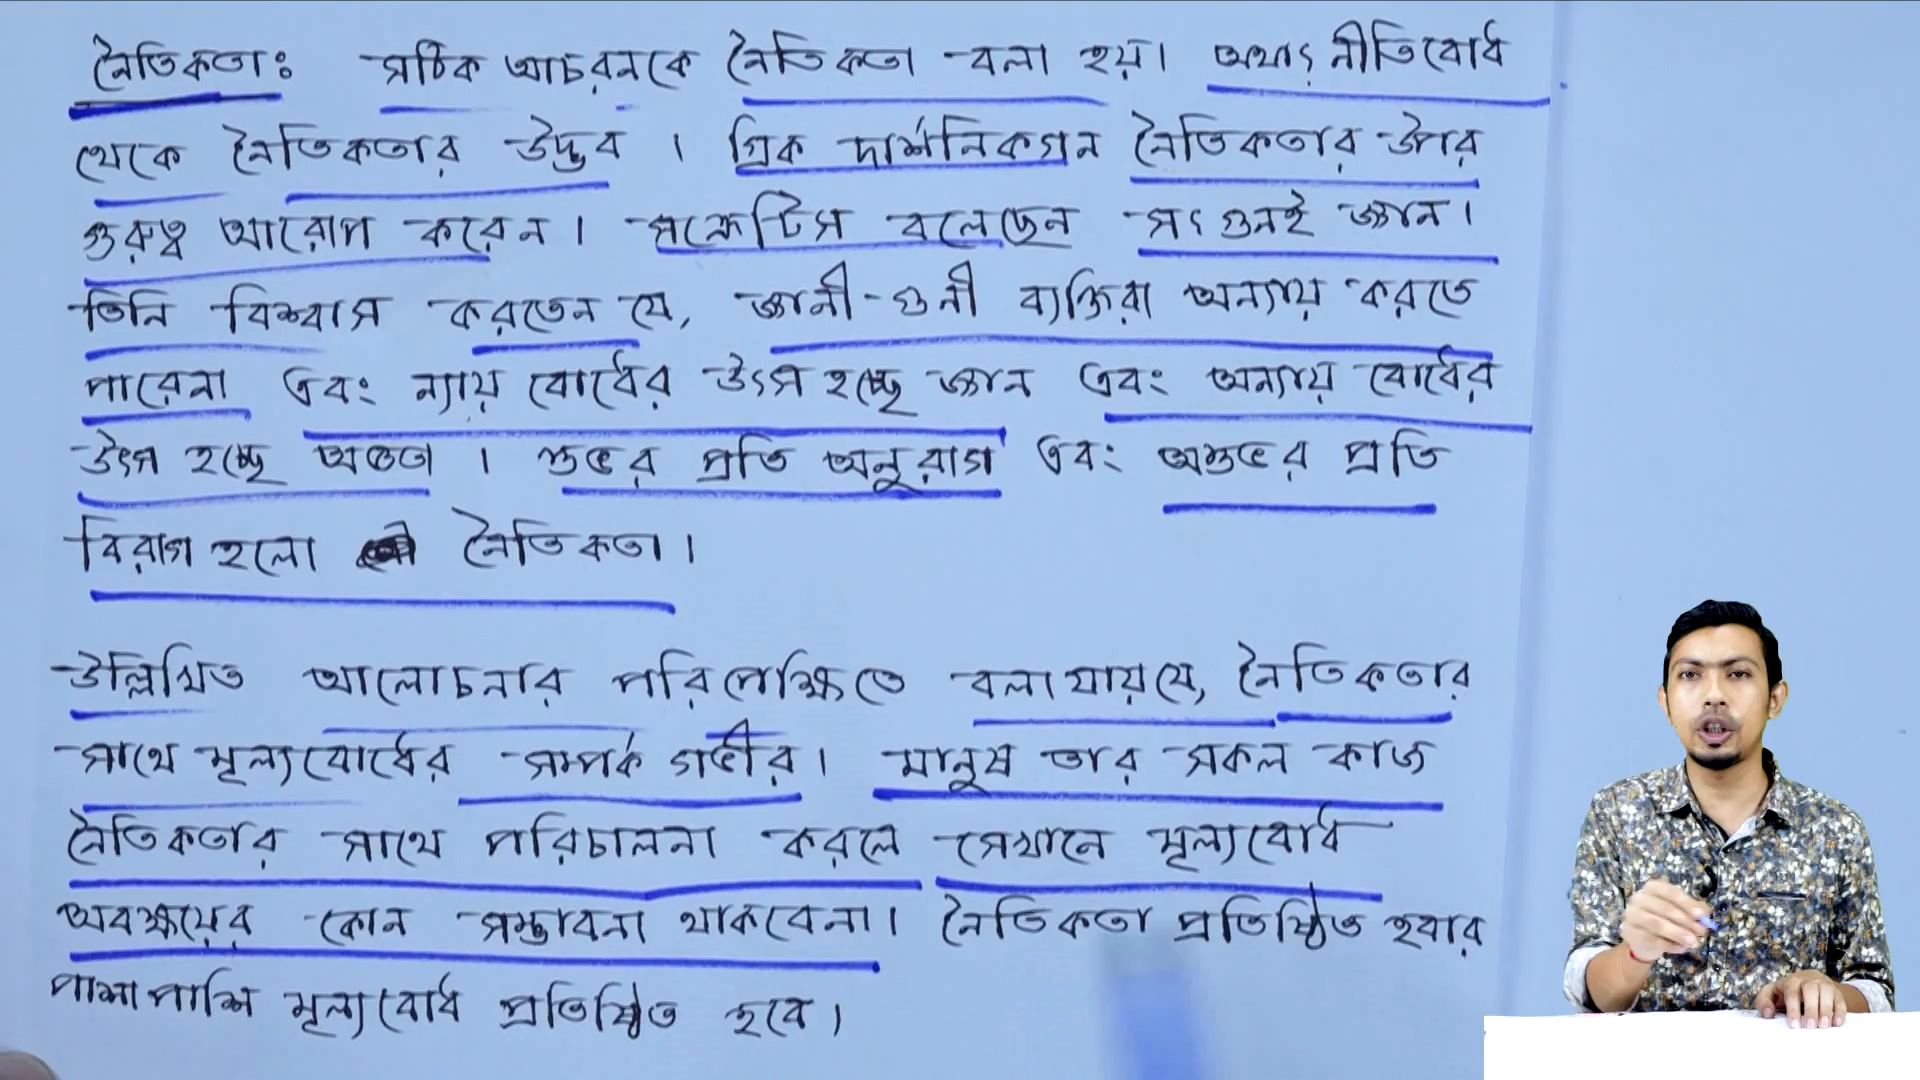 নৈতিকতাঃ সঠিক আচরনকে নৈতিকতা বলা হয়। অথাৎ নীতিবোধ
থেকে নৈতিকতার উদ্ভব । গ্রিক দার্শনিকগন নৈতিকতার উপর
গুরুত্ব আরোপ করেন। সক্রেটিস বলেছেন সৎ গুনই জ্ঞান।
তিনি বিশ্বাস করতেন যে, জ্ঞানী-গুনী ব্যক্তিরা অন্যায় করতে
পারেনা এবং ন্যায় বোধের উৎস হচ্ছে জ্ঞান এবং অন্যায় বোধের
উৎস হচ্ছে অজ্ঞতা । শুভের প্রতি অনুরাগ এবং অশুভের প্রতি
বিরাগ হলো নৈতিকতা।
উল্লিখিত আলোচনার পরিপেক্ষিতে বলা যায় যে, নৈতিকতার
সাথে মূল্যবোধের সম্পর্ক গভীর। মানুষ তার সকল কাজ
নৈতিকতার সাথে পরিচালনা করলে সেখানে মূল্যবোধ
অবক্ষয়ের কোন সম্ভাবনা থাকবেনা। নৈতিকতা প্রতিষ্ঠিত হবার
পাশাপাশি মূল্যবোধ প্রতিষ্ঠিত হবে।